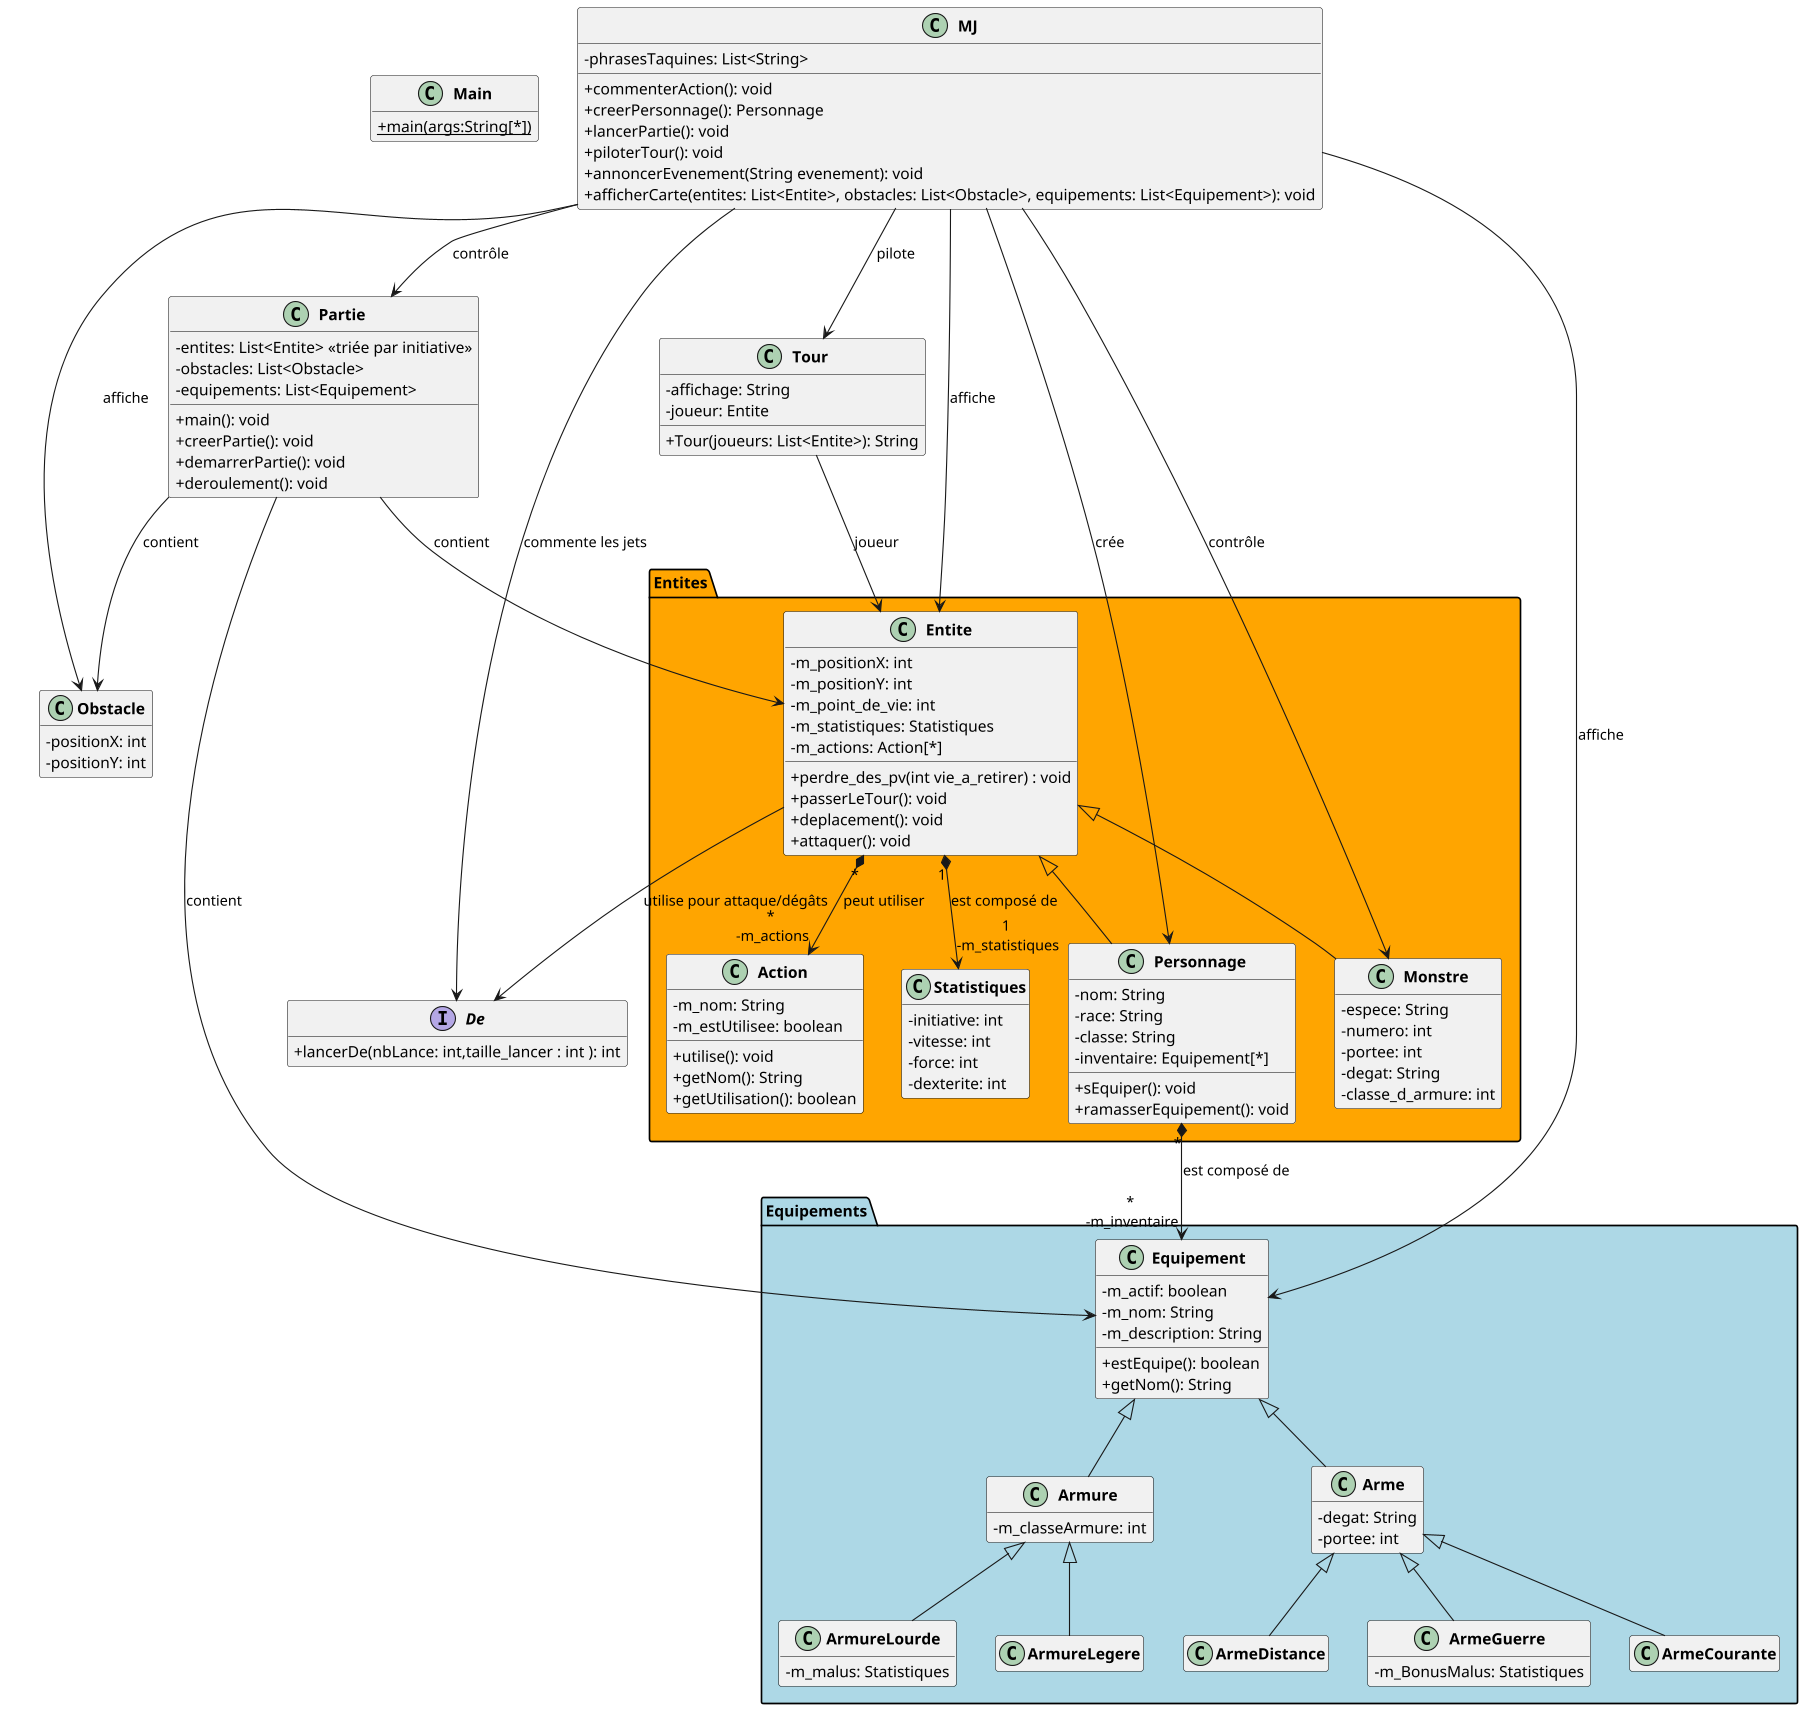 MJ
-phrasesTaquines: List<String>
+commenterAction(): void
+creerPersonnage(): Personnage
+lancerPartie(): void
+piloterTour(): void
+annoncerEvenement(String evenement): void
+afficherCarte(entites: List<Entite>, obstacles: List<Obstacle>, equipements: List<Equipement>): void
Main
+main(args:String[*])
contrôle
pilote
Partie
-entites: List<Entite> «triée par initiative»
-obstacles: List<Obstacle>
-equipements: List<Equipement>
+main(): void
+creerPartie(): void
+demarrerPartie(): void
+deroulement(): void
Tour
-affichage: String
-joueur: Entite
+Tour(joueurs: List<Entite>): String
affiche
affiche
contient
contient
commente les jets
joueur
crée
contrôle
affiche
Entites
Entite
-m_positionX: int
-m_positionY: int
-m_point_de_vie: int
-m_statistiques: Statistiques
-m_actions: Action[*]
+perdre_des_pv(int vie_a_retirer) : void
+passerLeTour(): void
+deplacement(): void
+attaquer(): void
Obstacle
-positionX: int
-positionY: int
contient
utilise pour attaque/dégâts
*
peut utiliser
*
-m_actions
1
est composé de
1
-m_statistiques
De
+lancerDe(nbLance: int,taille_lancer : int ): int
Action
-m_nom: String
-m_estUtilisee: boolean
+utilise(): void
+getNom(): String
+getUtilisation(): boolean
Statistiques
-initiative: int
-vitesse: int
-force: int
-dexterite: int
Personnage
-nom: String
-race: String
-classe: String
-inventaire: Equipement[*]
+sEquiper(): void
+ramasserEquipement(): void
Monstre
-espece: String
-numero: int
-portee: int
-degat: String
-classe_d_armure: int
*
est composé de
*
-m_inventaire
Equipements
Equipement
-m_actif: boolean
-m_nom: String
-m_description: String
+estEquipe(): boolean
+getNom(): String
Armure
-m_classeArmure: int
Arme
-degat: String
-portee: int
ArmureLourde
-m_malus: Statistiques
ArmureLegere
ArmeDistance
ArmeGuerre
-m_BonusMalus: Statistiques
ArmeCourante